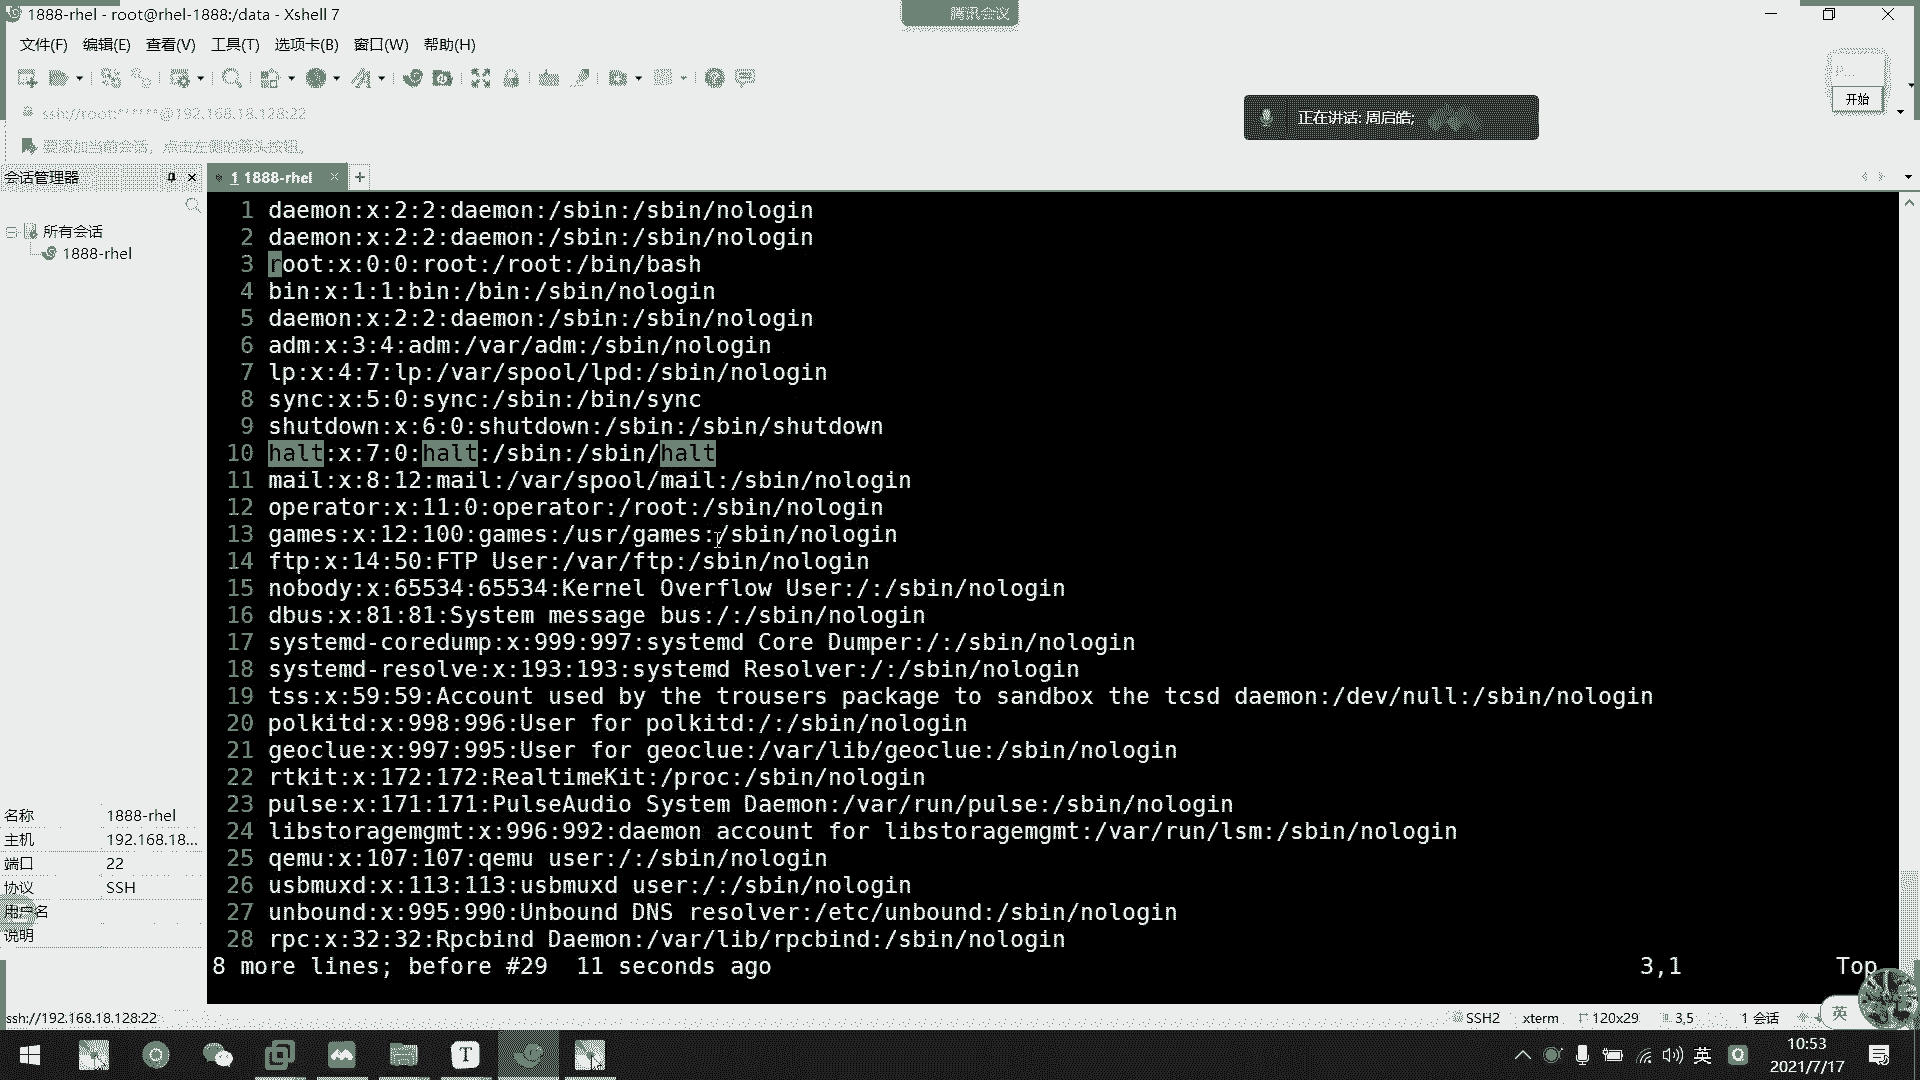 1888-rhel - root@rhel-1888:/data - Xshell 7
腾讯会议
文件(F) 编辑(E) 查看(V) 工具(T) 选项卡(B) 窗口(W) 帮助(H)
P...
开始
ssh://root:******@192.168.18.128:22
正在讲话: 周启皓;
要添加当前会话，点击左侧的箭头按钮。
会话管理器
1 1888-rhel
所有会话
1888-rhel
1 daemon:x:2:2:daemon:/sbin:/sbin/nologin
2 daemon:x:2:2:daemon:/sbin:/sbin/nologin
3 root:x:0:0:root:/root:/bin/bash
4 bin:x:1:1:bin:/bin:/sbin/nologin
5 daemon:x:2:2:daemon:/sbin:/sbin/nologin
6 adm:x:3:4:adm:/var/adm:/sbin/nologin
7 lp:x:4:7:lp:/var/spool/lpd:/sbin/nologin
8 sync:x:5:0:sync:/sbin:/bin/sync
9 shutdown:x:6:0:shutdown:/sbin:/sbin/shutdown
10 halt:x:7:0:halt:/sbin:/sbin/halt
11 mail:x:8:12:mail:/var/spool/mail:/sbin/nologin
12 operator:x:11:0:operator:/root:/sbin/nologin
13 games:x:12:100:games:/usr/games:/sbin/nologin
14 ftp:x:14:50:FTP User:/var/ftp:/sbin/nologin
15 nobody:x:65534:65534:Kernel Overflow User:/:/sbin/nologin
16 dbus:x:81:81:System message bus:/:/sbin/nologin
17 systemd-coredump:x:999:997:systemd Core Dumper:/:/sbin/nologin
18 systemd-resolve:x:193:193:systemd Resolver:/:/sbin/nologin
19 tss:x:59:59:Account used by the trousers package to sandbox the tcsd daemon:/dev/null:/sbin/nologin
20 polkitd:x:998:996:User for polkitd:/:/sbin/nologin
21 geoclue:x:997:995:User for geoclue:/var/lib/geoclue:/sbin/nologin
22 rtkit:x:172:172:RealtimeKit:/proc:/sbin/nologin
23 pulse:x:171:171:PulseAudio System Daemon:/var/run/pulse:/sbin/nologin
24 libstoragemgmt:x:996:992:daemon account for libstoragemgmt:/var/run/lsm:/sbin/nologin
25 qemu:x:107:107:qemu user:/:/sbin/nologin
26 usbmuxd:x:113:113:usbmuxd user:/:/sbin/nologin
27 unbound:x:995:990:Unbound DNS resolver:/etc/unbound:/sbin/nologin
28 rpc:x:32:32:Rpcbind Daemon:/var/lib/rpcbind:/sbin/nologin
8 more lines; before #29 11 seconds ago 3,1 Top
名称 1888-rhel
主机 192.168.18...
端口 22
协议 SSH
用户名
说明
ssh://192.168.18.128:22 SSH2 xterm 120x29 3,5 1 会话
英
T
英
10:53
2021/7/17